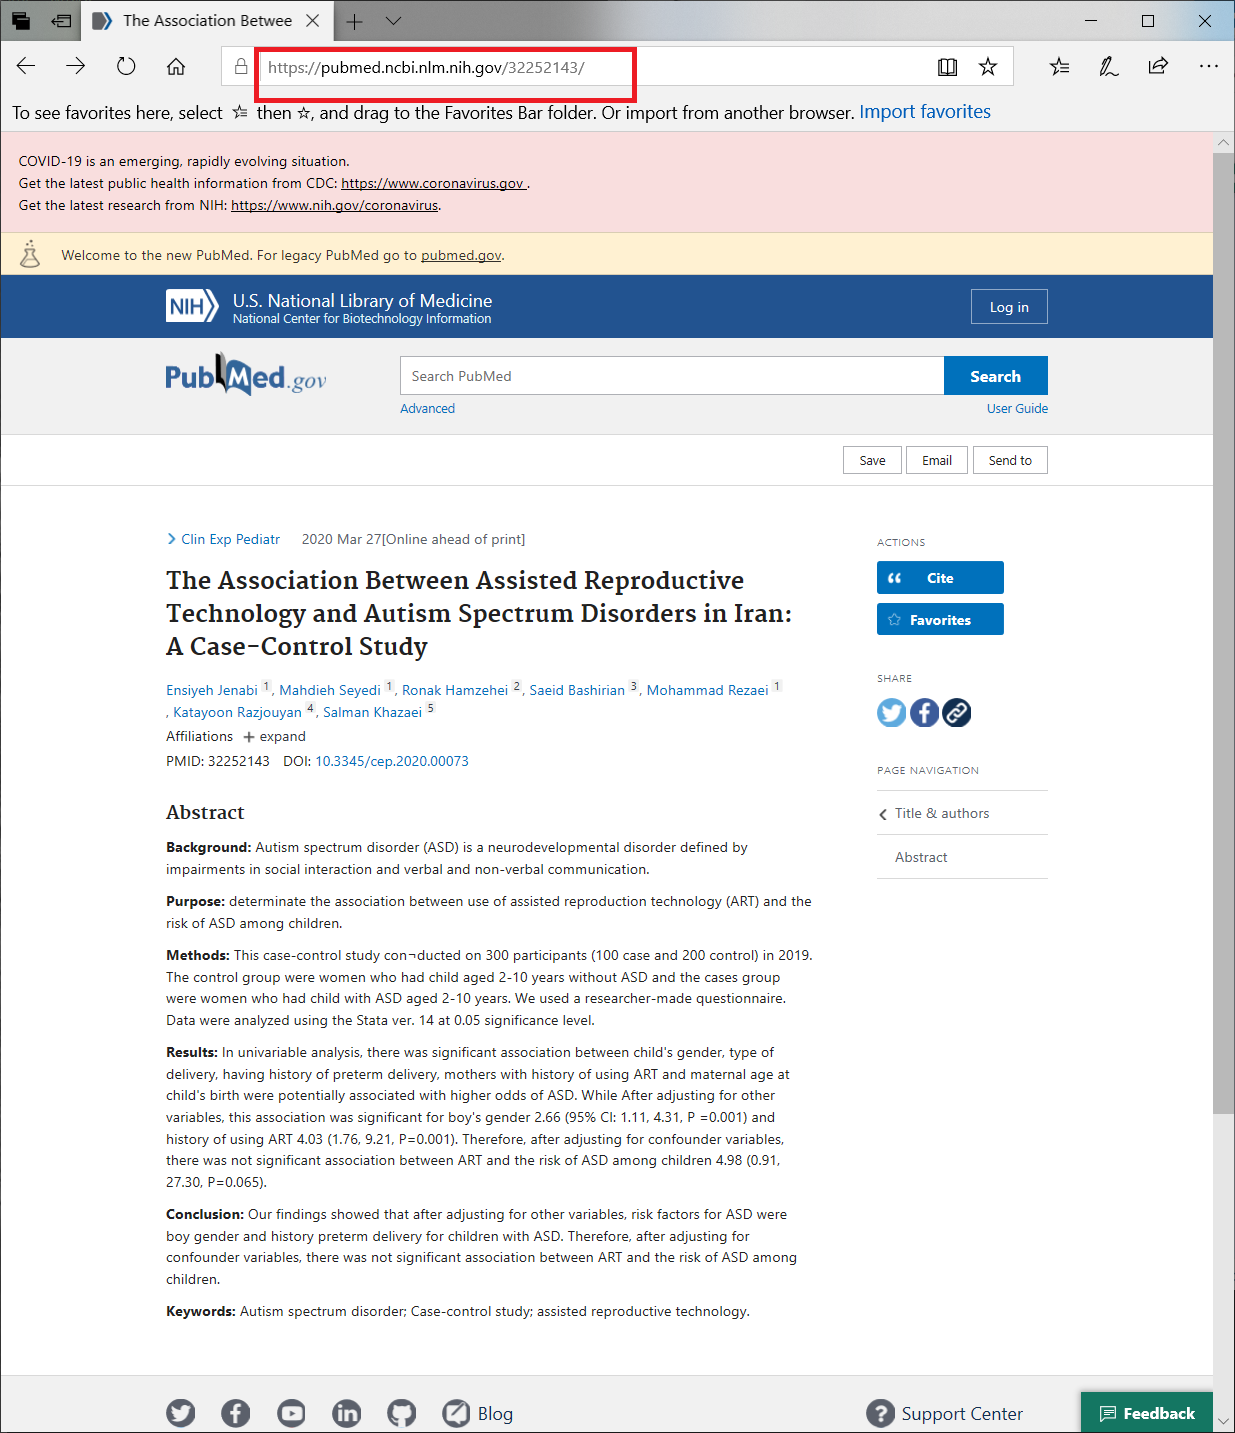 The Association Betwee
https://pubmed.ncbi.nlm.nih.gov/32252143/
To see favorites here, select then ☆, and drag to the Favorites Bar folder. Or import from another browser. Import favorites
COVID-19 is an emerging, rapidly evolving situation.
Get the latest public health information from CDC: https://www.coronavirus.gov .
Get the latest research from NIH: https://www.nih.gov/coronavirus.
Welcome to the new PubMed. For legacy PubMed go to pubmed.gov.
NIH U.S. National Library of Medicine
National Center for Biotechnology Information
Log in
PubMed.gov
Search PubMed
Search
Advanced
User Guide
Save
Email
Send to
Clin Exp Pediatr 2020 Mar 27[Online ahead of print]
The Association Between Assisted Reproductive
Technology and Autism Spectrum Disorders in Iran:
A Case-Control Study
Ensiyeh Jenabi 1, Mahdieh Seyedi 1, Ronak Hamzehei 2, Saeid Bashirian 3, Mohammad Rezaei 1
, Katayoon Razjouyan 4, Salman Khazaei 5
Affiliations + expand
PMID: 32252143 DOI: 10.3345/cep.2020.00073
Abstract
Background: Autism spectrum disorder (ASD) is a neurodevelopmental disorder defined by
impairments in social interaction and verbal and non-verbal communication.
Purpose: determinate the association between use of assisted reproduction technology (ART) and the
risk of ASD among children.
Methods: This case-control study con¬ducted on 300 participants (100 case and 200 control) in 2019.
The control group were women who had child aged 2-10 years without ASD and the cases group
were women who had child with ASD aged 2-10 years. We used a researcher-made questionnaire.
Data were analyzed using the Stata ver. 14 at 0.05 significance level.
Results: In univariable analysis, there was significant association between child's gender, type of
delivery, having history of preterm delivery, mothers with history of using ART and maternal age at
child's birth were potentially associated with higher odds of ASD. While After adjusting for other
variables, this association was significant for boy's gender 2.66 (95% CI: 1.11, 4.31, P =0.001) and
history of using ART 4.03 (1.76, 9.21, P=0.001). Therefore, after adjusting for confounder variables,
there was not significant association between ART and the risk of ASD among children 4.98 (0.91,
27.30, P=0.065).
Conclusion: Our findings showed that after adjusting for other variables, risk factors for ASD were
boy gender and history preterm delivery for children with ASD. Therefore, after adjusting for
confounder variables, there was not significant association between ART and the risk of ASD among
children.
Keywords: Autism spectrum disorder; Case-control study; assisted reproductive technology.
ACTIONS
Cite
Favorites
SHARE
PAGE NAVIGATION
Title & authors
Abstract
Blog
Support Center
Feedback